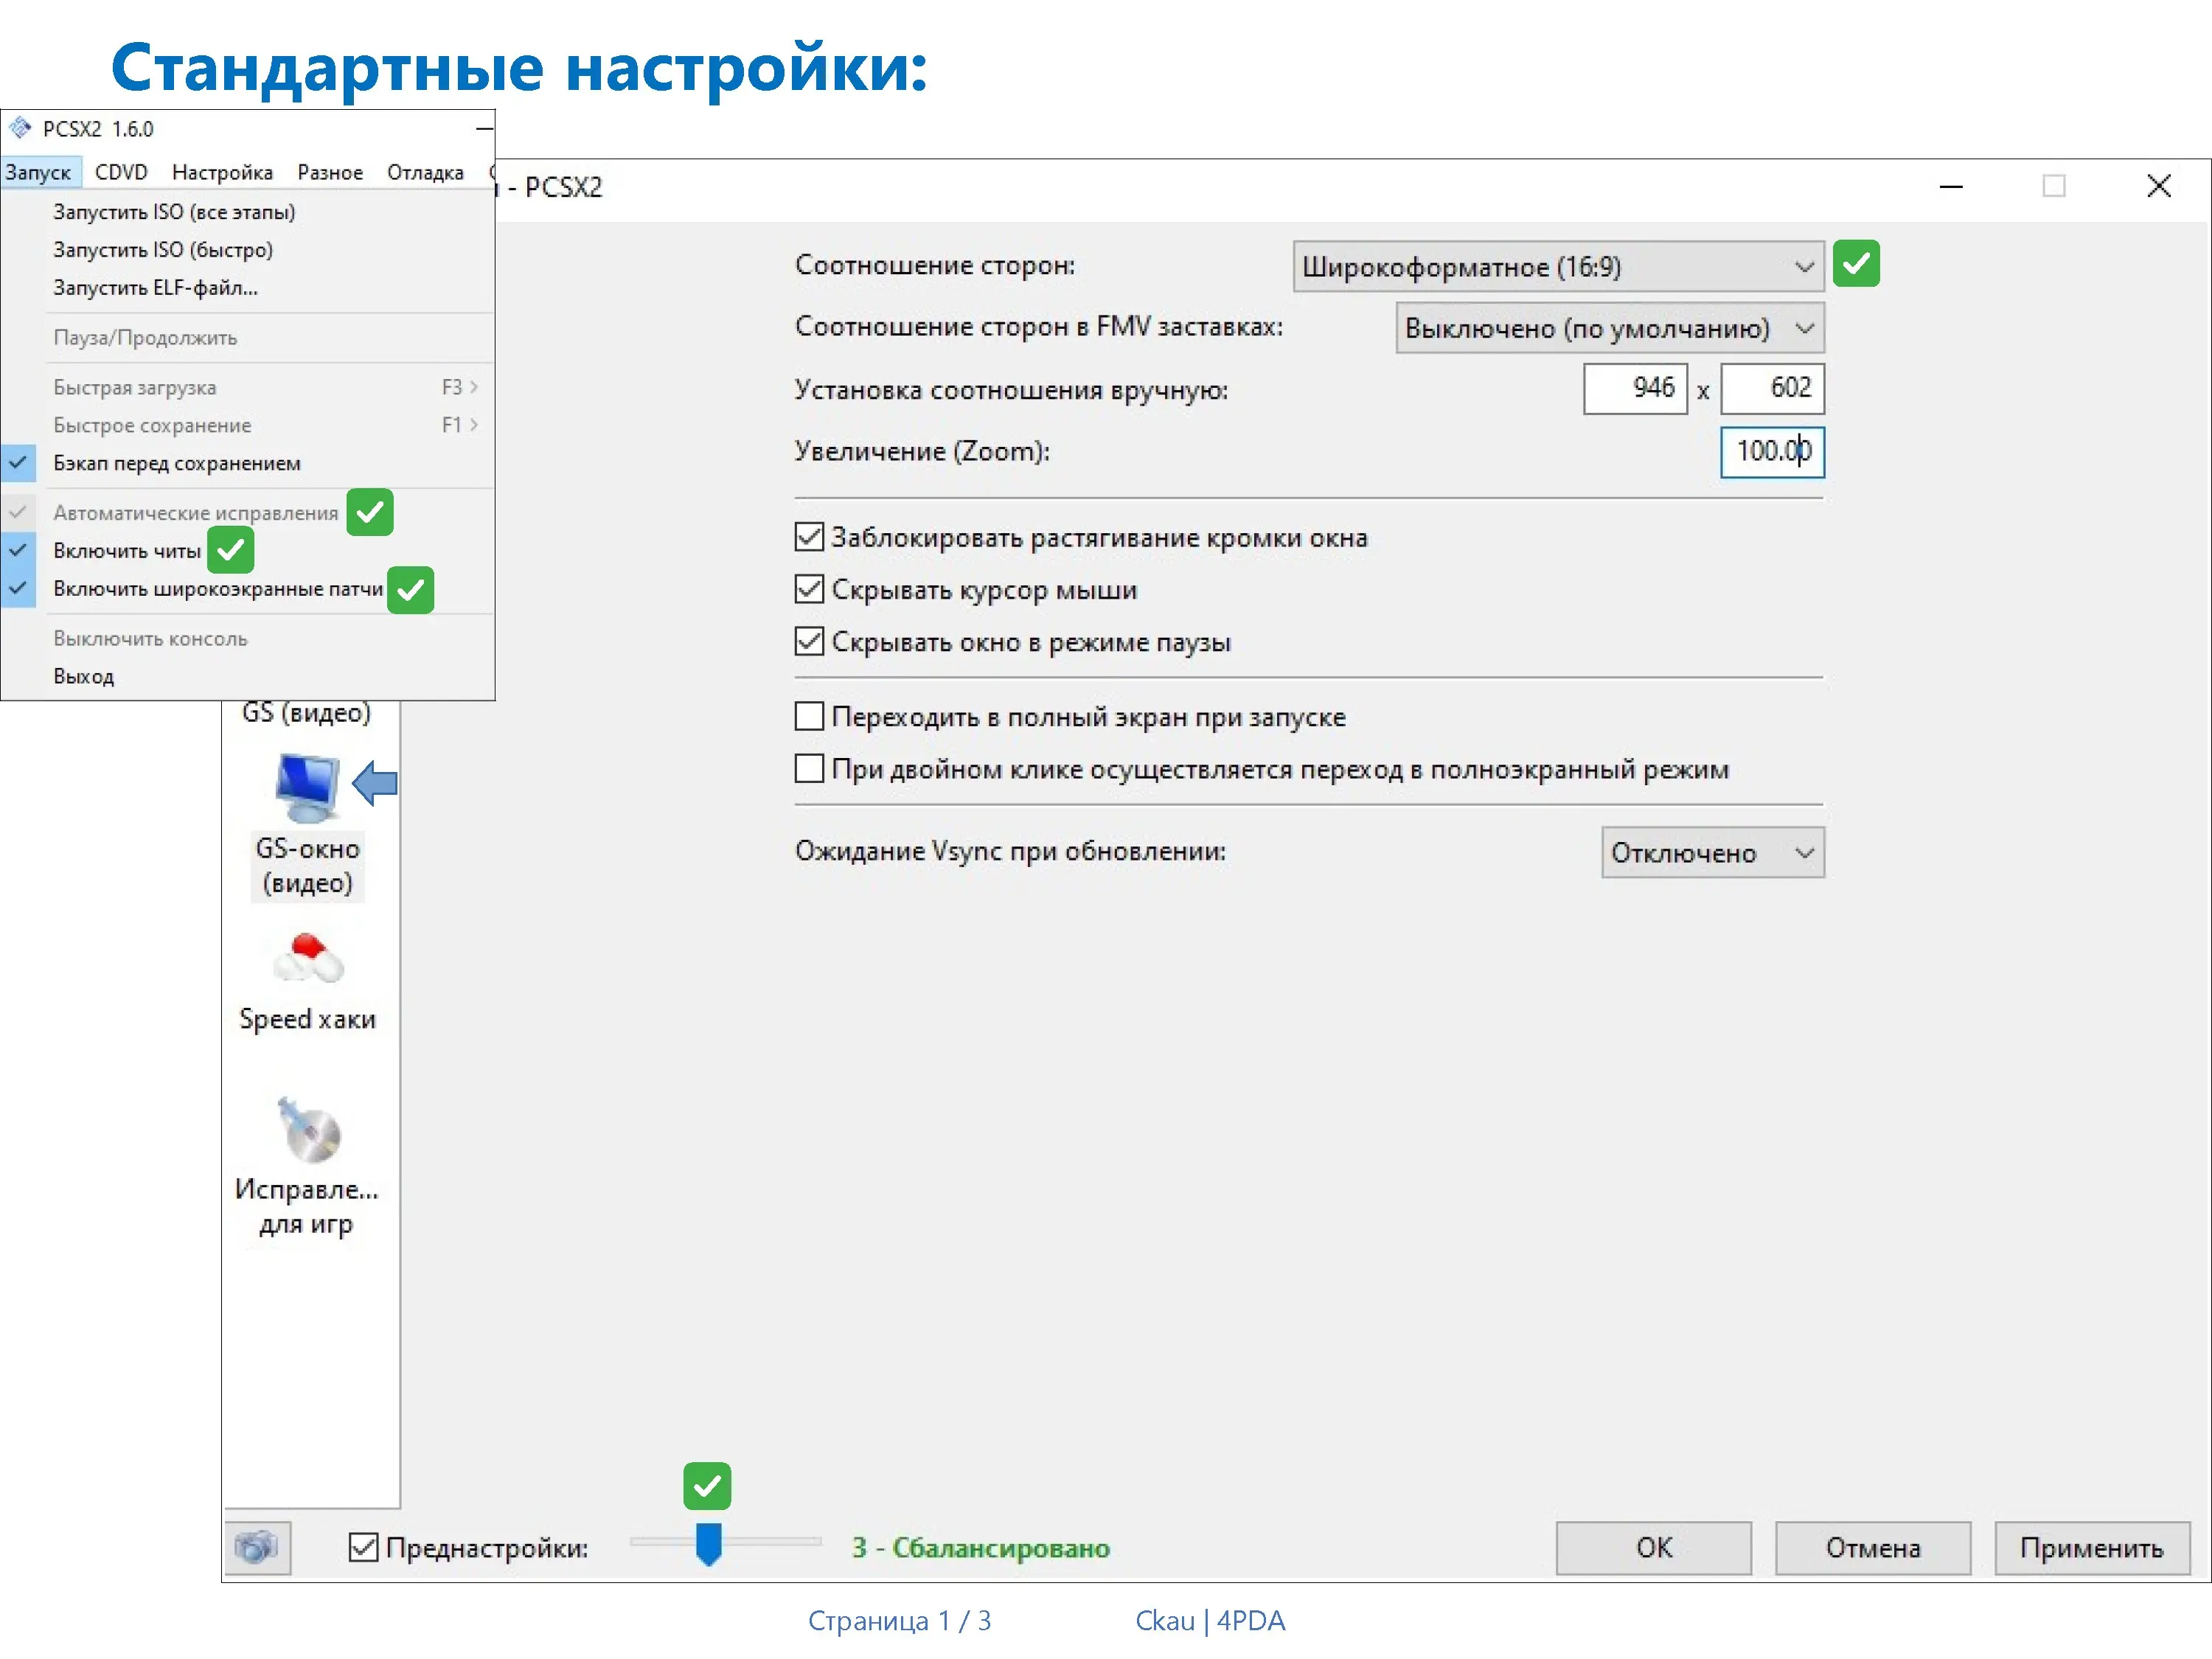 Стандартные настройки:
PCSX2 1.6.0
Запуск CDVD Настройка Разное Отладка
Запустить ISO (все этапы)
Запустить ISO (быстро)
Запустить ELF-файл...
Пауза/Продолжить
Быстрая загрузка F3
Быстрое сохранение F1
Бэкап перед сохранением
Автоматические исправления
Включить читы
Включить широкоэкранные патчи
Выключить консоль
Выход
- PCSX2
Соотношение сторон: Широкоформатное (16:9)
Соотношение сторон в FMV заставках: Выключено (по умолчанию)
Установка соотношения вручную: 946 x 602
Увеличение (Zoom): 100.00
Заблокировать растягивание кромки окна
Скрывать курсор мыши
Скрывать окно в режиме паузы
Переходить в полный экран при запуске
При двойном клике осуществляется переход в полноэкранный режим
Ожидание Vsync при обновлении: Отключено
GS (видео)
GS-окно
(видео)
Speed хаки
Исправле...
для игр
Преднастройки: 3 - Сбалансировано
OK Отмена Применить
Страница 1 / 3 Ckau | 4PDA